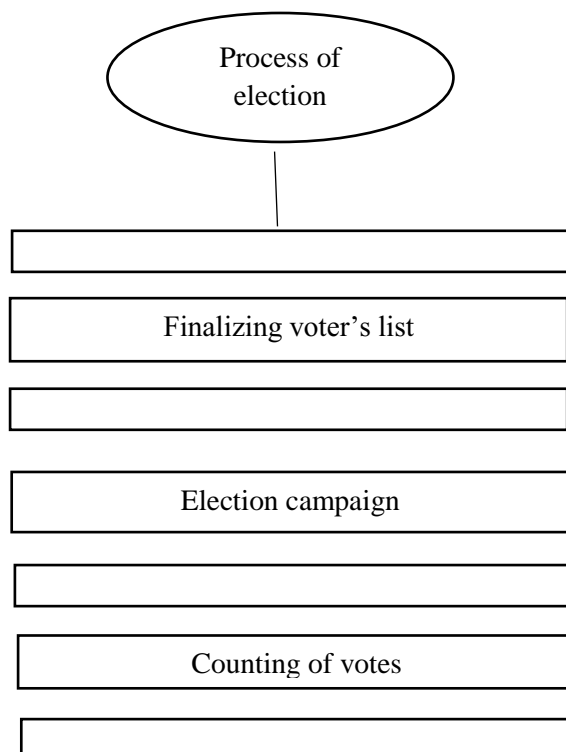 Process of
election
Finalizing voter’s list
Election campaign
Counting of votes